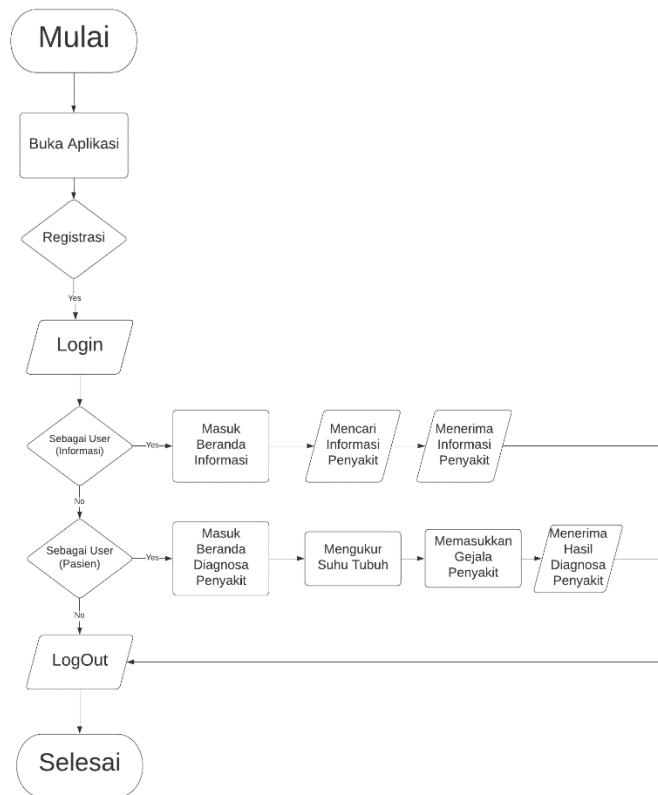 Mulai
Buka Aplikasi
Registrasi
Yes
Login
Sebagai User
(Informasi)
Yes
Masuk
Beranda
Informasi
Mencari
Informasi
Penyakit
Menerima
Informasi
Penyakit
No
Sebagai User
(Pasien)
Yes
Masuk
Beranda
Diagnosa
Penyakit
Mengukur
Suhu Tubuh
Memasukkan
Gejala
Penyakit
Menerima
Hasil
Diagnosa
Penyakit
No
LogOut
Selesai